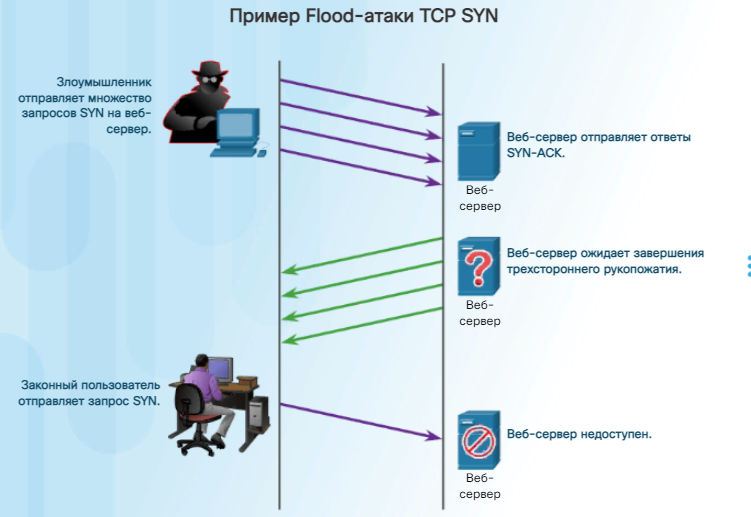 Пример Flood-атаки TCP SYN
Злоумышленник
отправляет множество
запросов SYN на веб-
сервер.
Веб-сервер отправляет ответы
SYN-ACK.
Веб-
сервер
Веб-сервер ожидает завершения
трехстороннего рукопожатия.
Веб-
сервер
Законный пользователь
отправляет запрос SYN.
Веб-сервер недоступен.
Веб-
сервер